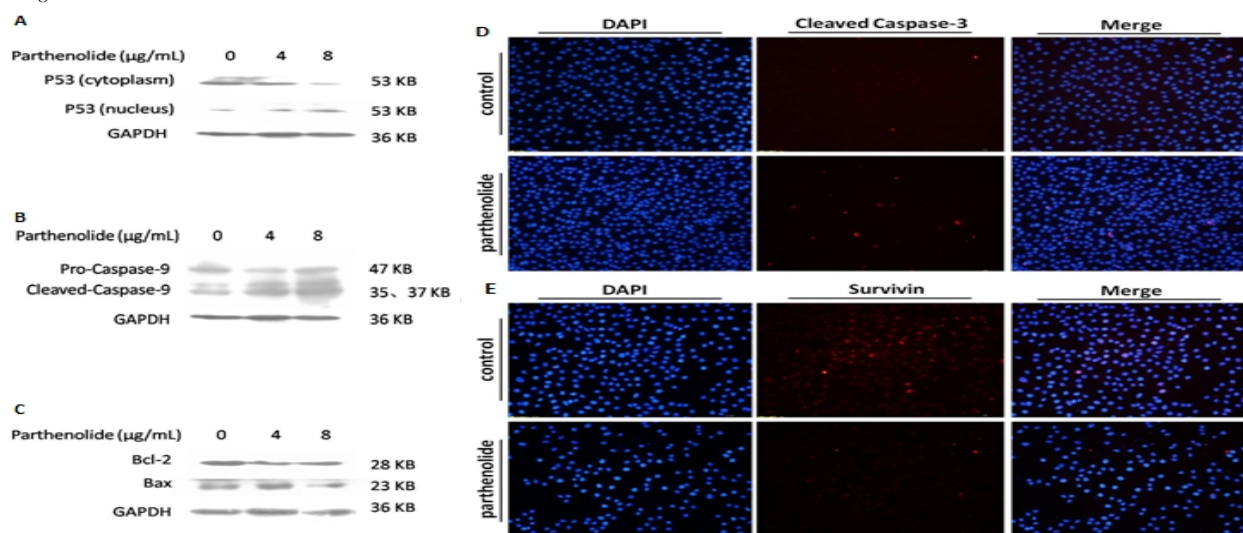 A
Parthenolide (μg/mL) 0 4 8
P53 (cytoplasm) 53 KB
P53 (nucleus) 53 KB
GAPDH 36 KB
B
Parthenolide (μg/mL) 0 4 8
Pro-Caspase-9 47 KB
Cleaved-Caspase-9 35、37 KB
GAPDH 36 KB
C
Parthenolide (μg/mL) 0 4 8
Bcl-2 28 KB
Bax 23 KB
GAPDH 36 KB
D
DAPI Cleaved Caspase-3 Merge
control
parthenolide
E
DAPI Survivin Merge
control
parthenolide